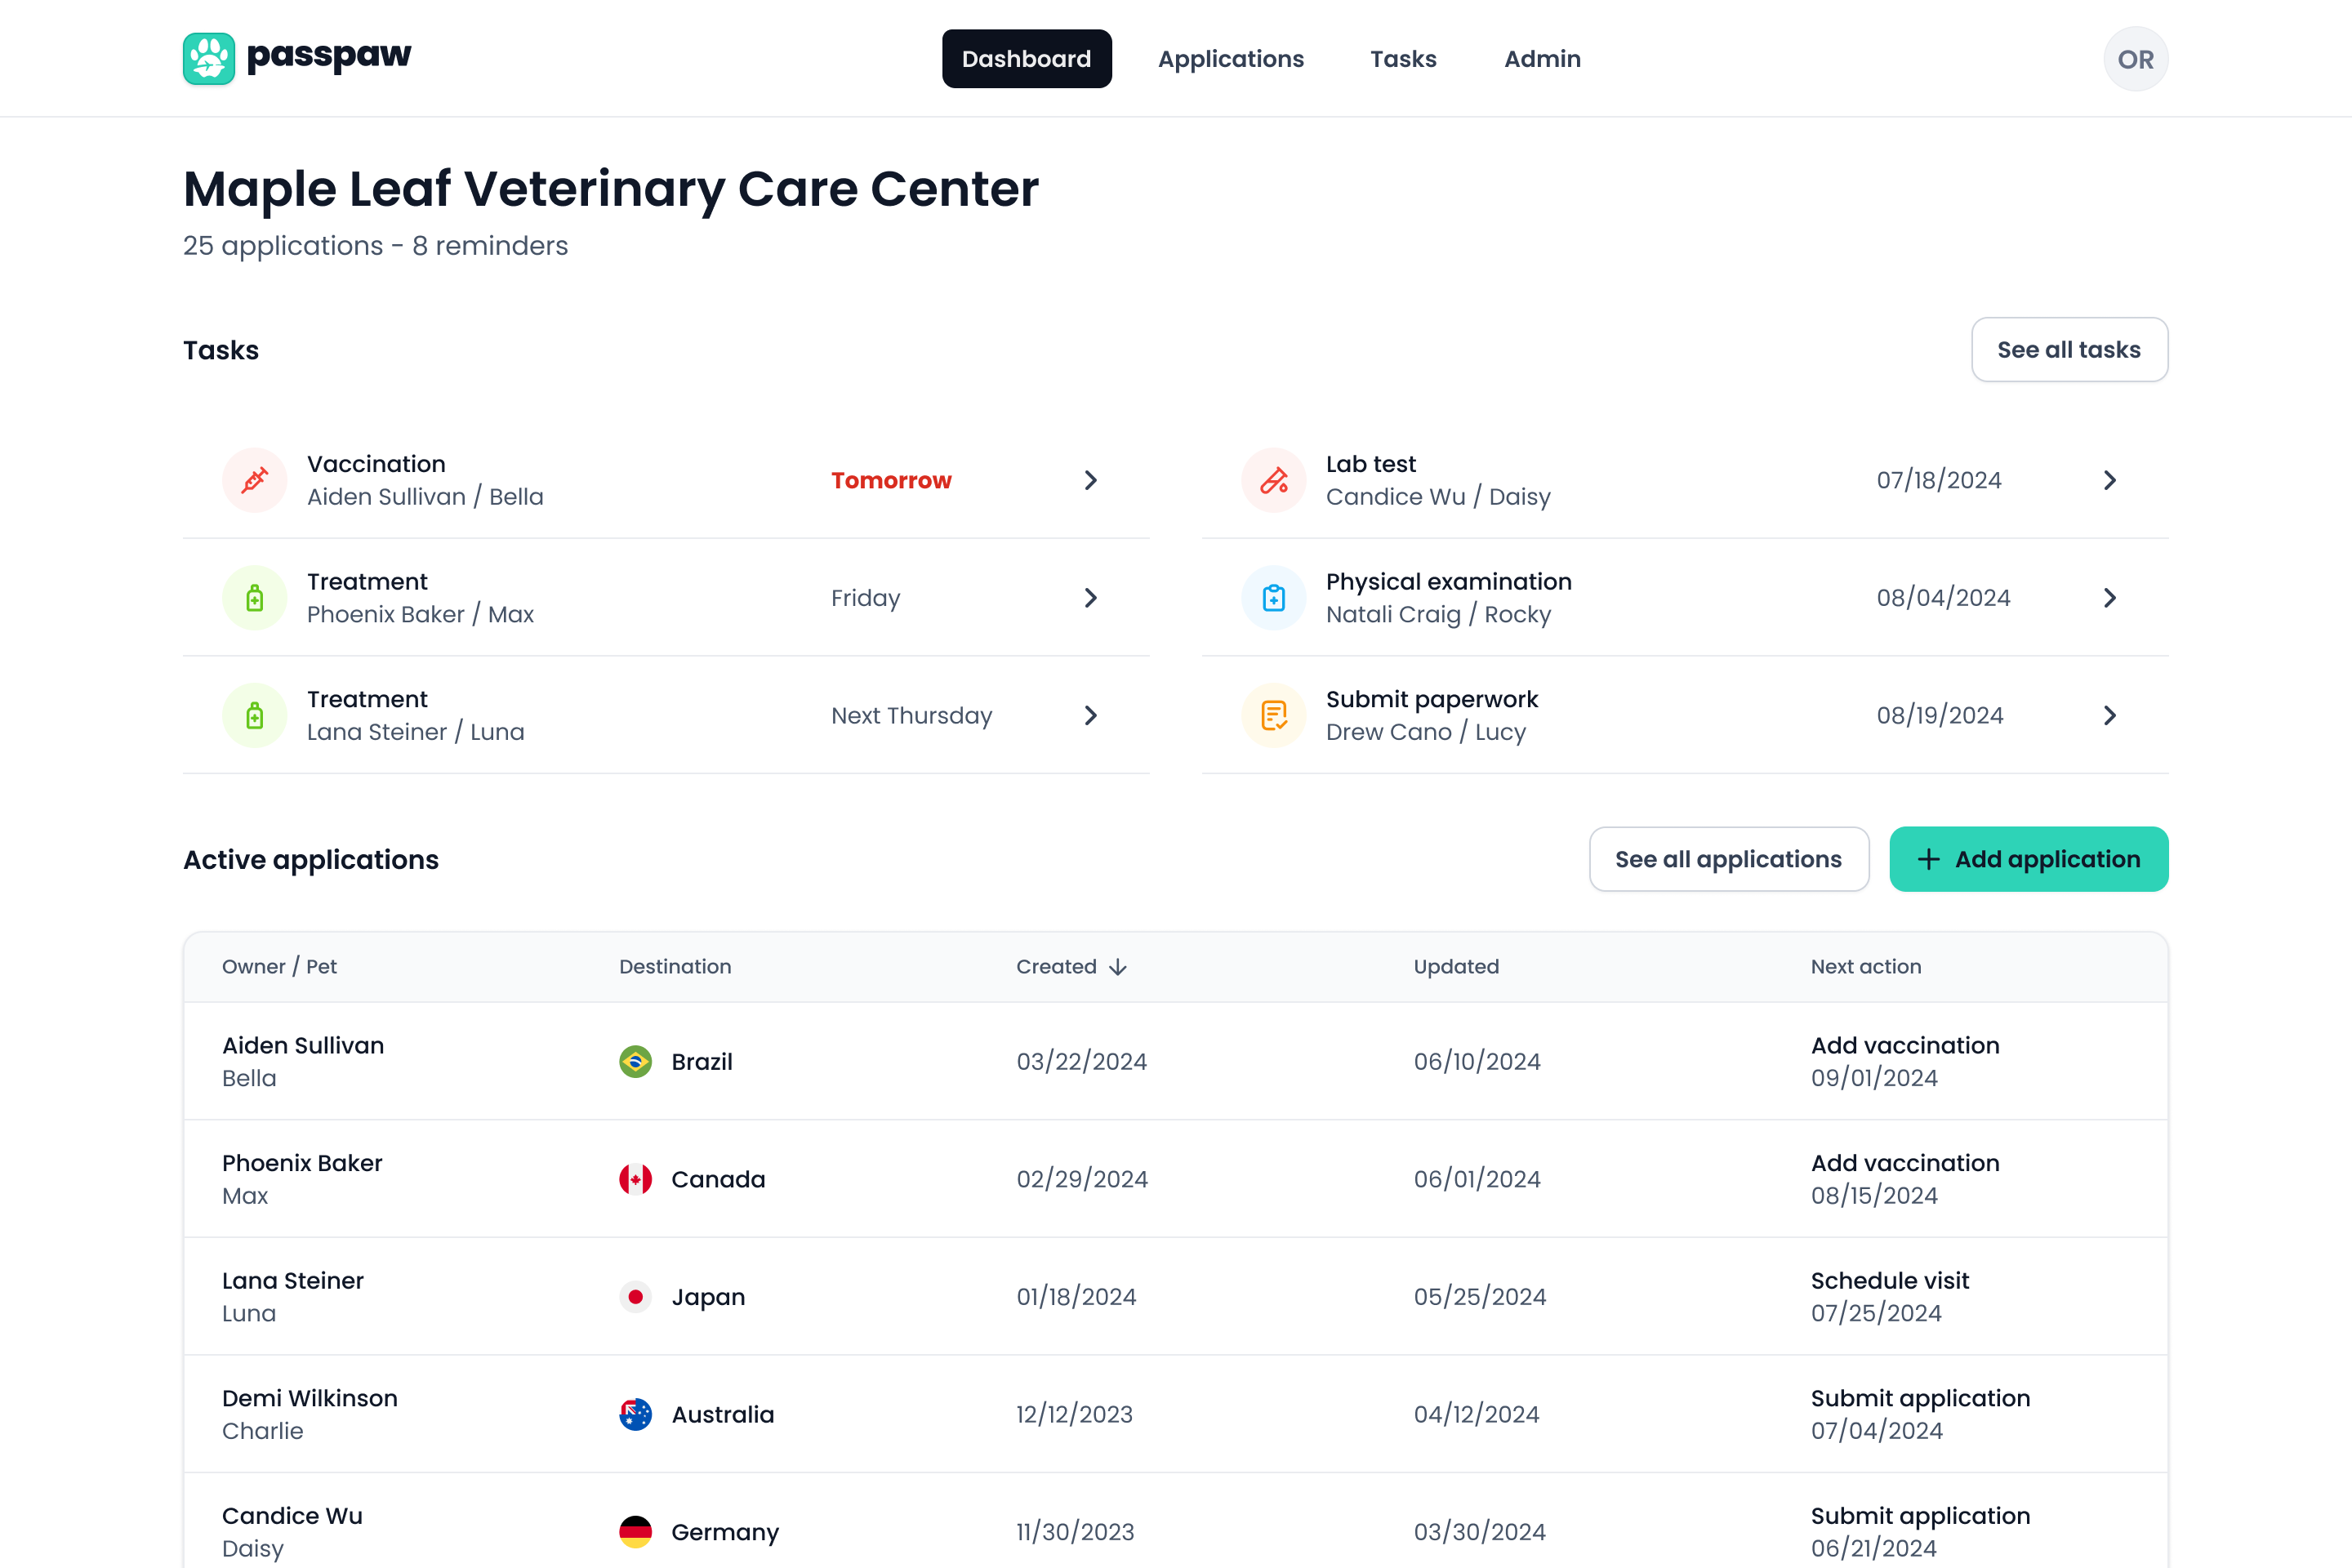 passpaw
Dashboard
Applications
Tasks
Admin
OR
Maple Leaf Veterinary Care Center
25 applications - 8 reminders
Tasks
See all tasks
Vaccination
Aiden Sullivan / Bella
Tomorrow
Treatment
Phoenix Baker / Max
Friday
Treatment
Lana Steiner / Luna
Next Thursday
Lab test
Candice Wu / Daisy
07/18/2024
Physical examination
Natali Craig / Rocky
08/04/2024
Submit paperwork
Drew Cano / Lucy
08/19/2024
Active applications
See all applications
Add application
Owner / Pet
Destination
Created
Updated
Next action
Aiden Sullivan
Bella
Brazil
03/22/2024
06/10/2024
Add vaccination
09/01/2024
Phoenix Baker
Max
Canada
02/29/2024
06/01/2024
Add vaccination
08/15/2024
Lana Steiner
Luna
Japan
01/18/2024
05/25/2024
Schedule visit
07/25/2024
Demi Wilkinson
Charlie
Australia
12/12/2023
04/12/2024
Submit application
07/04/2024
Candice Wu
Daisy
Germany
11/30/2023
03/30/2024
Submit application
06/21/2024